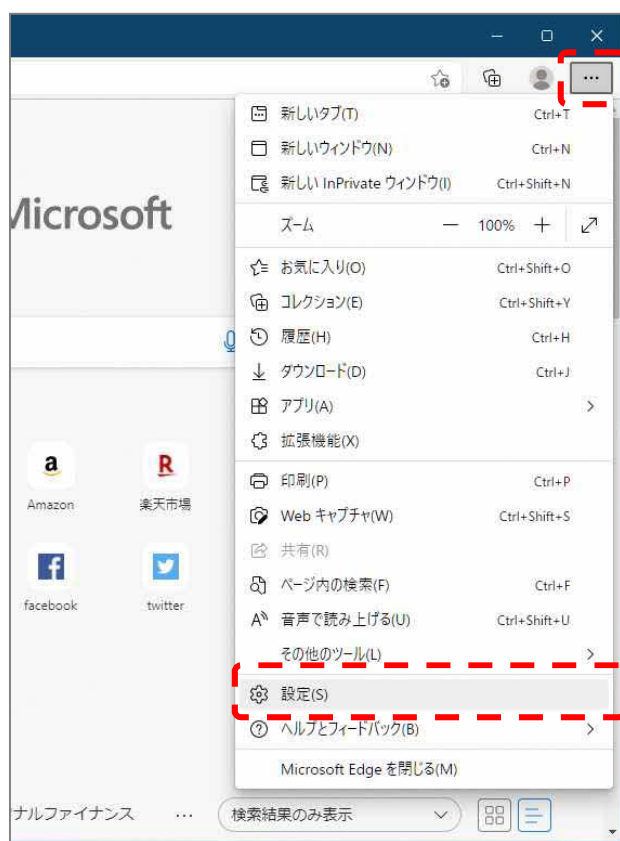 新しいタブ(T) Ctrl+T
新しいウィンドウ(N) Ctrl+N
新しい InPrivate ウィンドウ(I) Ctrl+Shift+N
Microsoft
ズーム 100%
お気に入り(O) Ctrl+Shift+O
コレクション(E) Ctrl+Shift+Y
履歴(H) Ctrl+H
ダウンロード(D) Ctrl+J
アプリ(A)
拡張機能(X)
Amazon
楽天市場
印刷(P) Ctrl+P
Web キャプチャ(W) Ctrl+Shift+S
共有(R)
ページ内の検索(F) Ctrl+F
facebook
twitter
音声で読み上げる(U) Ctrl+Shift+U
その他のツール(L)
設定(S)
ヘルプとフィードバック(B)
Microsoft Edge を閉じる(M)
ナルファイナンス … 検索結果のみ表示